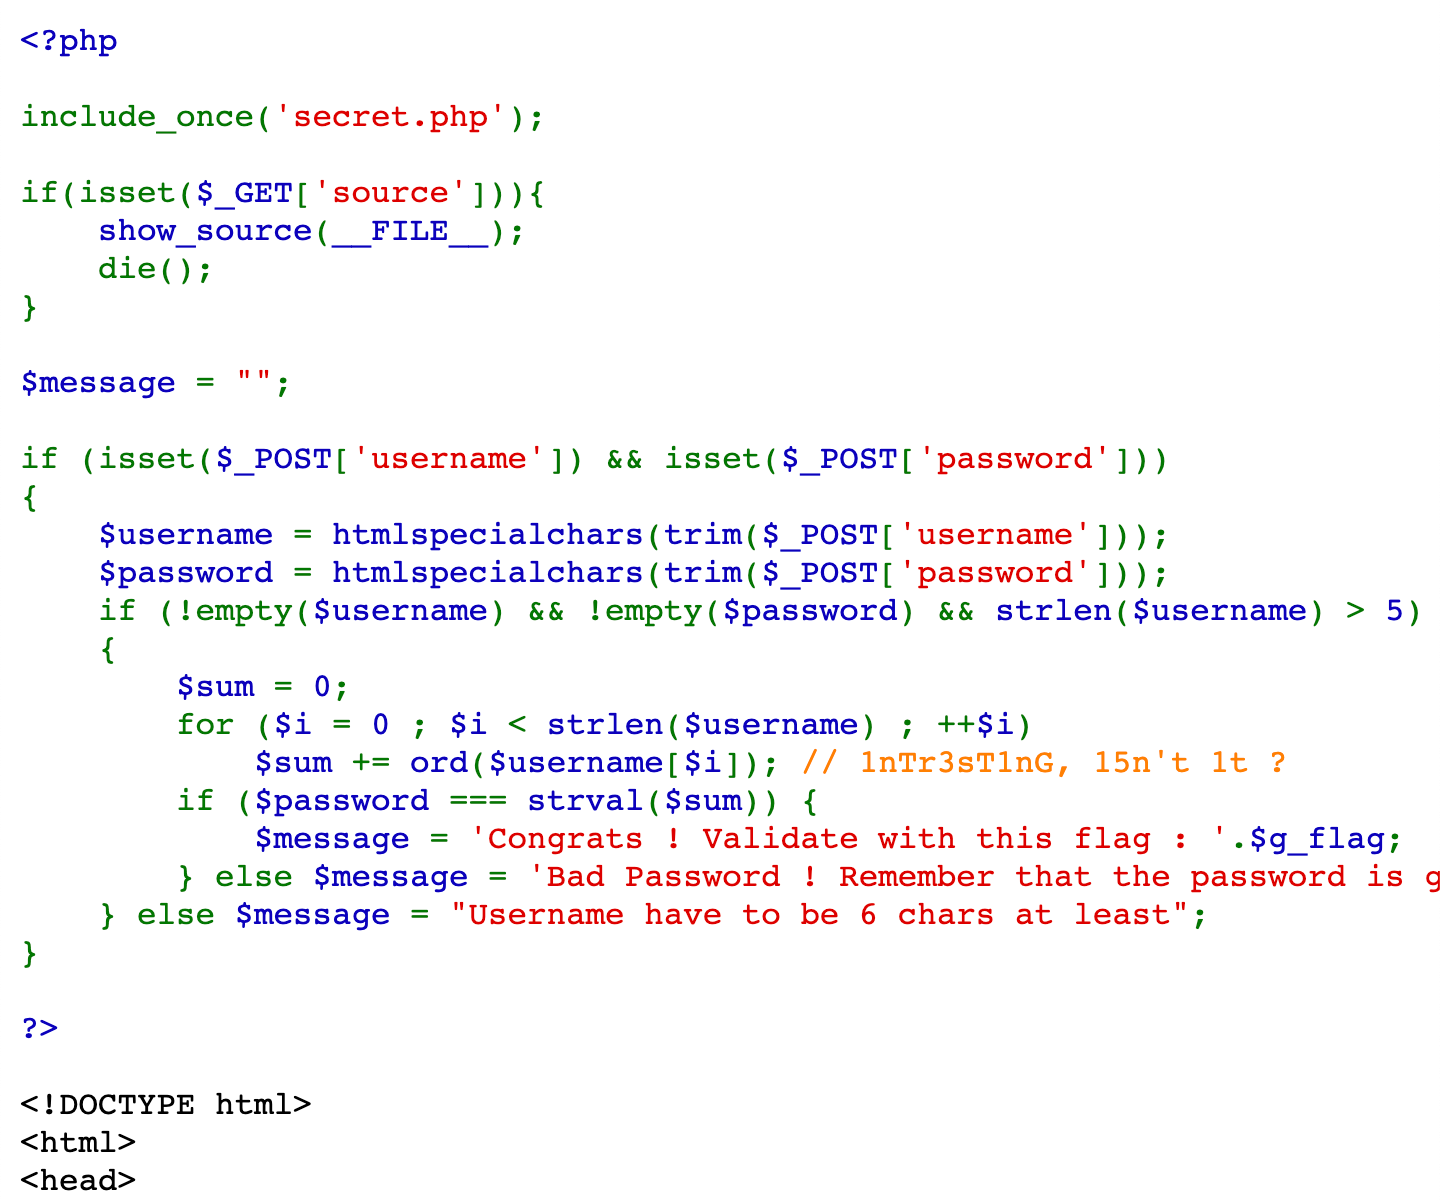 <?php
include_once('secret.php');
if(isset($_GET['source'])){
    show_source(__FILE__);
    die();
}
$message = "";
if (isset($_POST['username']) && isset($_POST['password']))
{
    $username = htmlspecialchars(trim($_POST['username']));
    $password = htmlspecialchars(trim($_POST['password']));
    if (!empty($username) && !empty($password) && strlen($username) > 5)
    {
        $sum = 0;
        for ($i = 0 ; $i < strlen($username) ; ++$i)
            $sum += ord($username[$i]); // 1nTr3sT1nG, 15n't 1t ?
        if ($password === strval($sum)) {
            $message = 'Congrats ! Validate with this flag : '.$g_flag;
        } else $message = 'Bad Password ! Remember that the password is
    } else $message = "Username have to be 6 chars at least";
}
?>
<!DOCTYPE html>
<html>
<head>